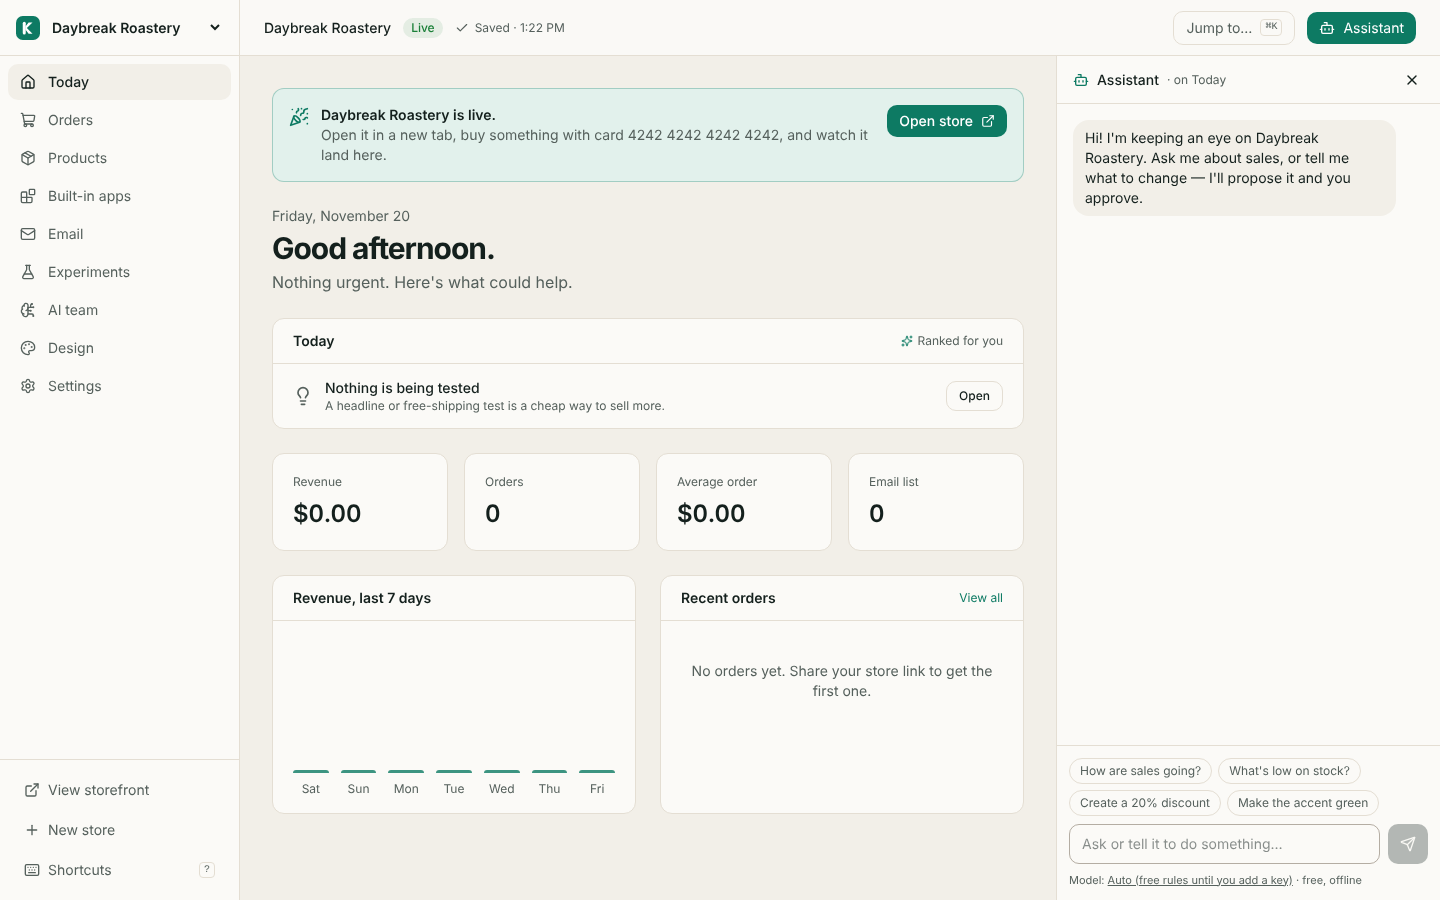 K
Daybreak Roastery
Today
Orders
Products
Built-in apps
Email
Experiments
AI team
Design
Settings
View storefront
New store
Shortcuts
?
Daybreak Roastery
Live
Saved · 1:22 PM
Jump to...
⌘K
Assistant
Daybreak Roastery is live.
Open it in a new tab, buy something with card 4242 4242 4242 4242, and watch it
land here.
Open store
Friday, November 20
Good afternoon.
Nothing urgent. Here's what could help.
Today
Ranked for you
Nothing is being tested
A headline or free-shipping test is a cheap way to sell more.
Open
Revenue
$0.00
Orders
0
Average order
$0.00
Email list
0
Revenue, last 7 days
Sat Sun Mon Tue Wed Thu Fri
Recent orders
View all
No orders yet. Share your store link to get the
first one.
Assistant · on Today
Hi! I'm keeping an eye on Daybreak
Roastery. Ask me about sales, or tell me
what to change — I'll propose it and you
approve.
How are sales going?
What's low on stock?
Create a 20% discount
Make the accent green
Ask or tell it to do something...
Model: Auto (free rules until you add a key) · free, offline